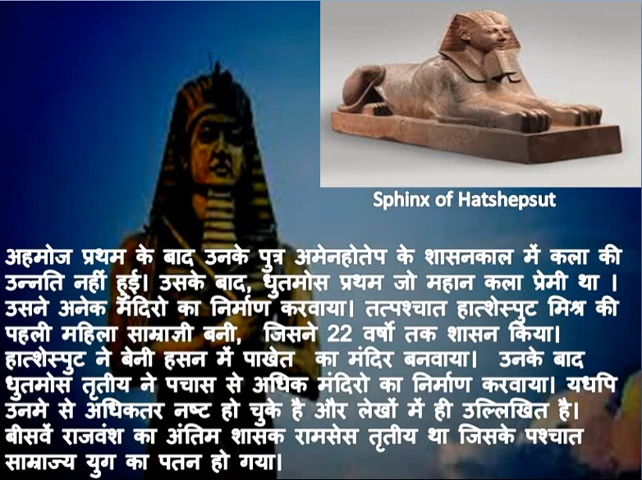 Sphinx of Hatshepsut
अहमोज प्रथम के बाद उनके पुत्र अमेनहोतेप के शासनकाल में कला की
उन्नति नहीं हुई। उसके बाद, थुतमोस प्रथम जो महान कला प्रेमी था ।
उसने अनेक मंदिरो का निर्माण करवाया। तत्पश्चात हात्शेस्पुट मिश्र की
पहली महिला साम्राज्ञी बनी, जिसने 22 वर्षो तक शासन किया।
हात्शेस्पुट ने बेनी हसन में पाखेत का मंदिर बनवाया। उनके बाद
थुतमोस तृतीय ने पचास से अधिक मंदिरो का निर्माण करवाया। यधपि
उनमे से अधिकतर नष्ट हो चुके है और लेखों में ही उल्लिखित है।
बीसवें राजवंश का अंतिम शासक रामसेस तृतीय था जिसके पश्चात
साम्राज्य युग का पतन हो गया।